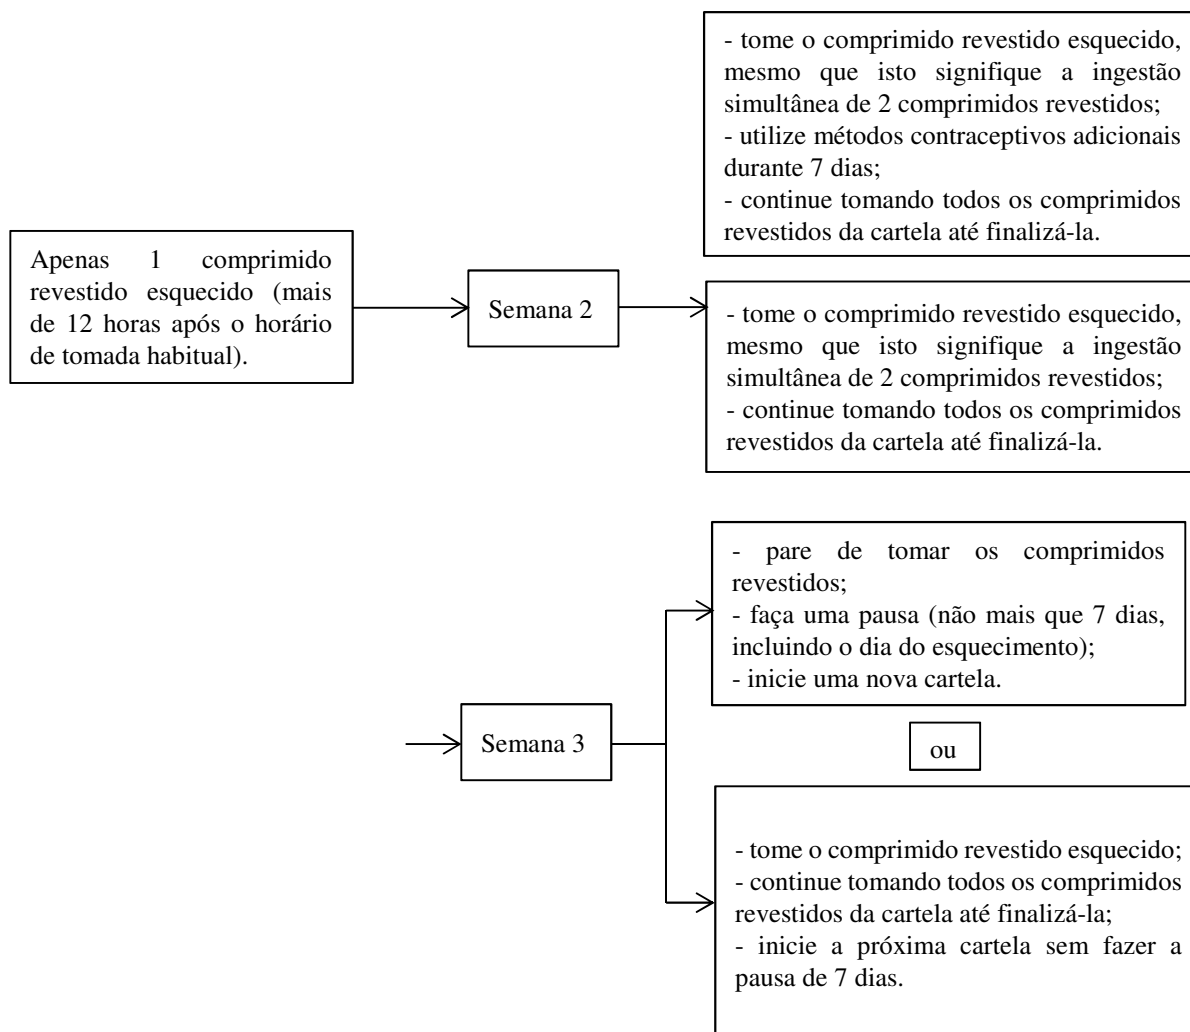 - tome o comprimido revestido esquecido,
mesmo que isto signifique a ingestão
simultânea de 2 comprimidos revestidos;
- utilize métodos contraceptivos adicionais
durante 7 dias;
- continue tomando todos os comprimidos
revestidos da cartela até finalizá-la.
Apenas 1 comprimido
revestido esquecido (mais
de 12 horas após o horário
de tomada habitual).
Semana 2
- tome o comprimido revestido esquecido,
mesmo que isto signifique a ingestão
simultânea de 2 comprimidos revestidos;
- continue tomando todos os comprimidos
revestidos da cartela até finalizá-la.
- pare de tomar os comprimidos
revestidos;
- faça uma pausa (não mais que 7 dias,
incluindo o dia do esquecimento);
- inicie uma nova cartela.
Semana 3
ou
- tome o comprimido revestido esquecido;
- continue tomando todos os comprimidos
revestidos da cartela até finalizá-la;
- inicie a próxima cartela sem fazer a
pausa de 7 dias.